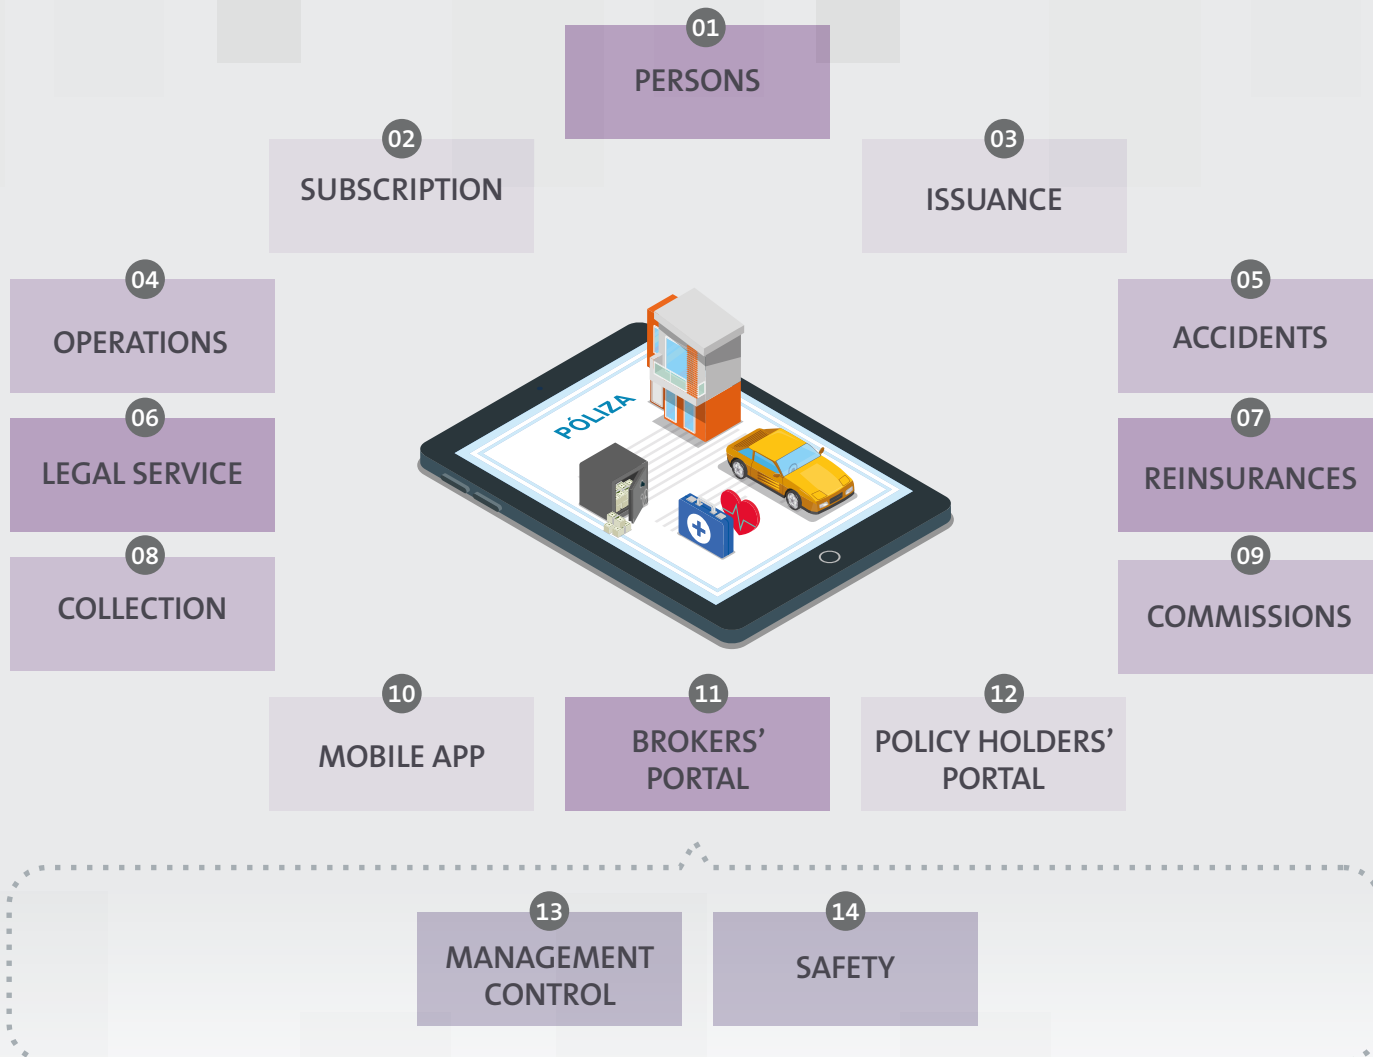 01
PERSONS
02
SUBSCRIPTION
03
ISSUANCE
04
OPERATIONS
05
ACCIDENTS
PÓLIZA
06
LEGAL SERVICE
07
REINSURANCES
08
COLLECTION
09
COMMISSIONS
10
MOBILE APP
11
BROKERS’
PORTAL
12
POLICY HOLDERS’
PORTAL
13
MANAGEMENT
CONTROL
14
SAFETY